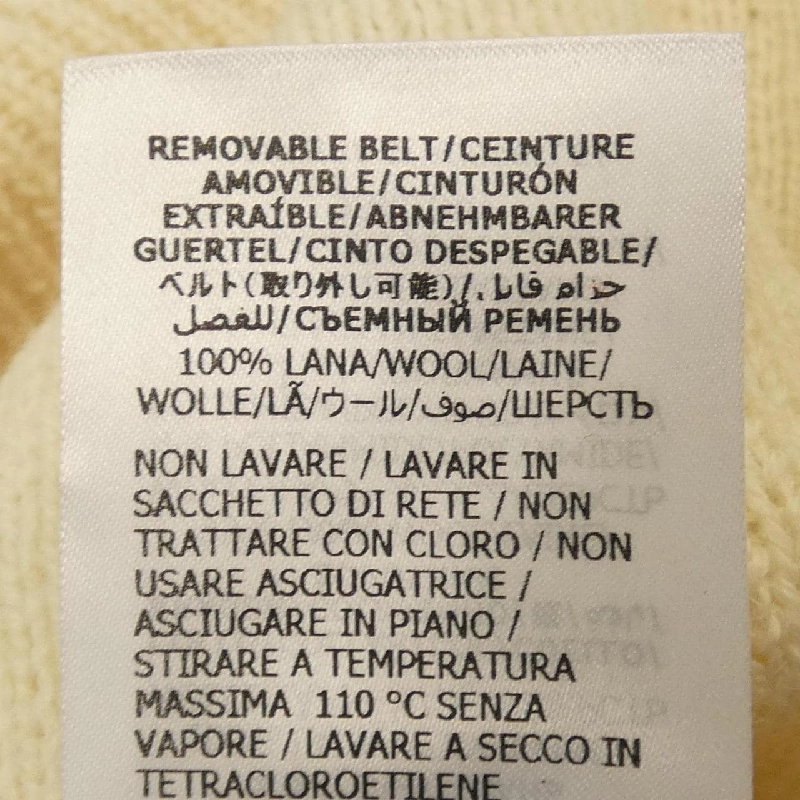 REMOVABLE BELT/CEINTURE
AMOVIBLE/CINTURÓN
EXTRAÍBLE/ABNEHMBARER
GUERTEL/CINTO DESPEGABLE/
ベルト(取り外し可能)/حزام قابل
للفصل/СЪЕМНЫЙ РЕМЕНЬ
100% LANA/WOOL/LAINE/
WOLLE/LÃ/ウール/صوف/ШЕРСТЬ
NON LAVARE / LAVARE IN
SACCHETTO DI RETE / NON
TRATTARE CON CLORO / NON
USARE ASCIUGATRICE /
ASCIUGARE IN PIANO /
STIRARE A TEMPERATURA
MASSIMA 110 °C SENZA
VAPORE / LAVARE A SECCO IN
TETRACLOROETILENE